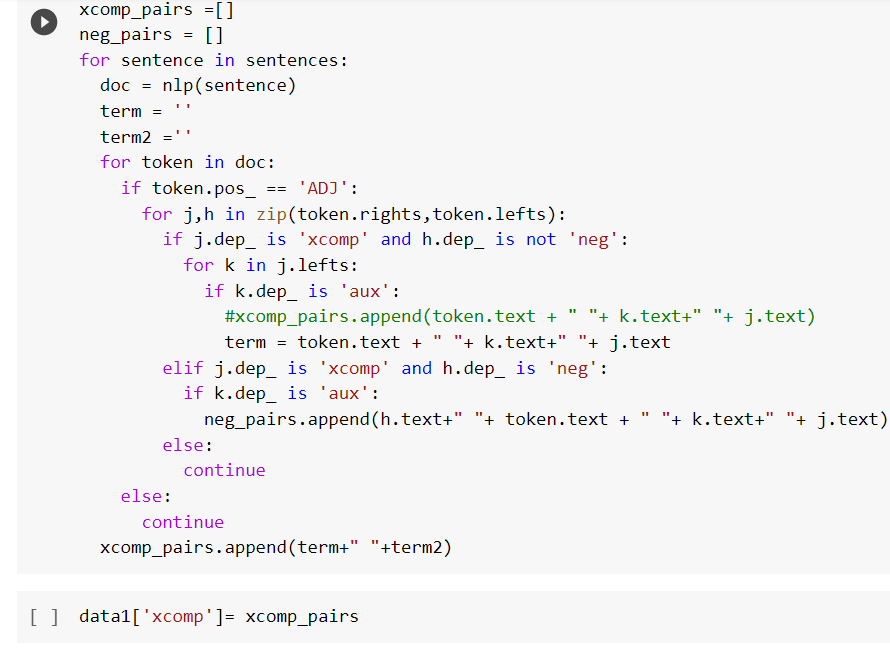 xcomp_pairs =[]
neg_pairs = []
for sentence in sentences:
  doc = nlp(sentence)
  term = ''
  term2 =''
  for token in doc:
    if token.pos_ == 'ADJ':
      for j,h in zip(token.rights,token.lefts):
        if j.dep_ is 'xcomp' and h.dep_ is not 'neg':
          for k in j.lefts:
            if k.dep_ is 'aux':
              #xcomp_pairs.append(token.text + " "+ k.text+" "+ j.text)
              term = token.text + " "+ k.text+" "+ j.text
        elif j.dep_ is 'xcomp' and h.dep_ is 'neg':
          if k.dep_ is 'aux':
            neg_pairs.append(h.text+" "+ token.text + " "+ k.text+" "+ j.text)
        else:
          continue
    else:
      continue
  xcomp_pairs.append(term+" "+term2)
[ ] data1['xcomp']= xcomp_pairs